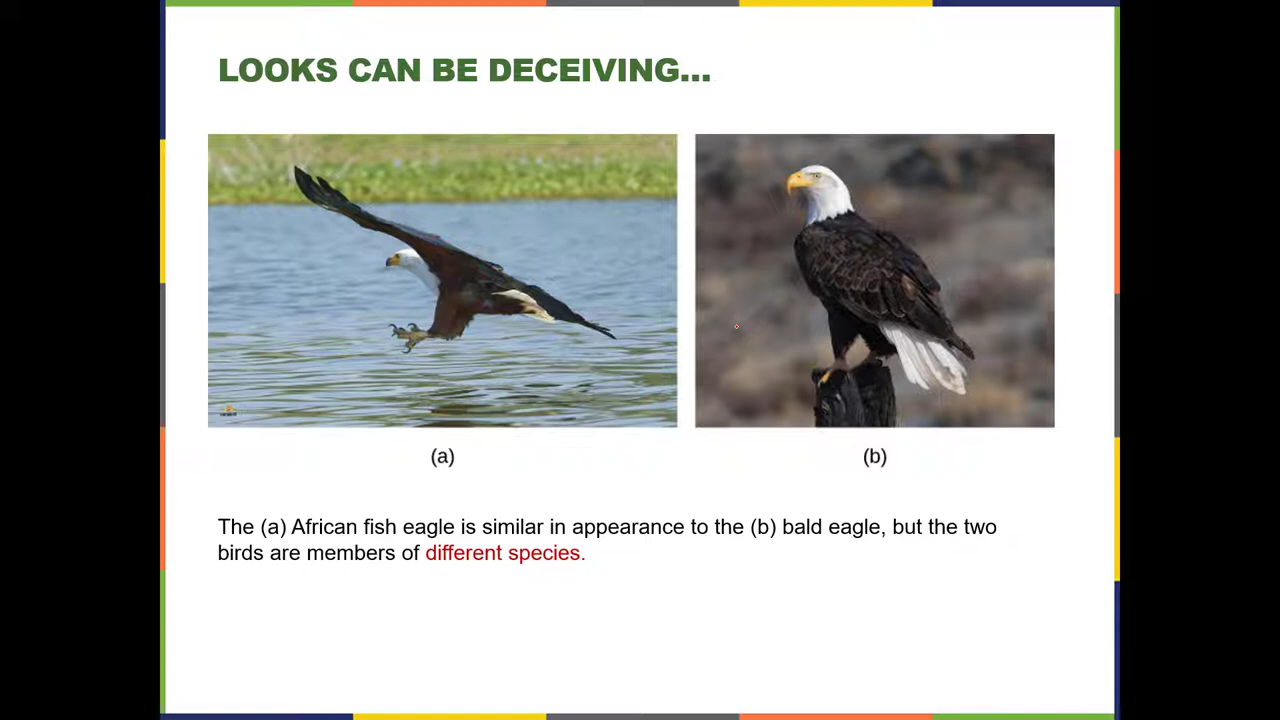 LOOKS CAN BE DECEIVING...
(a)
(b)
The (a) African fish eagle is similar in appearance to the (b) bald eagle, but the two
birds are members of different species.